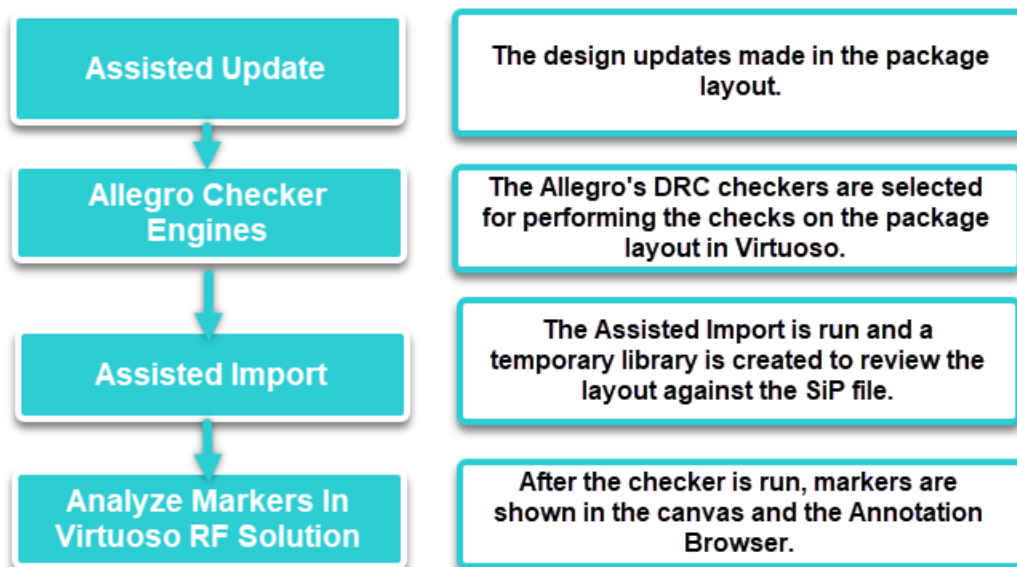 Assisted Update
The design updates made in the package
layout.
Allegro Checker
Engines
The Allegro's DRC checkers are selected
for performing the checks on the package
layout in Virtuoso.
Assisted Import
The Assisted Import is run and a
temporary library is created to review the
layout against the SiP file.
Analyze Markers In
Virtuoso RF Solution
After the checker is run, markers are
shown in the canvas and the Annotation
Browser.